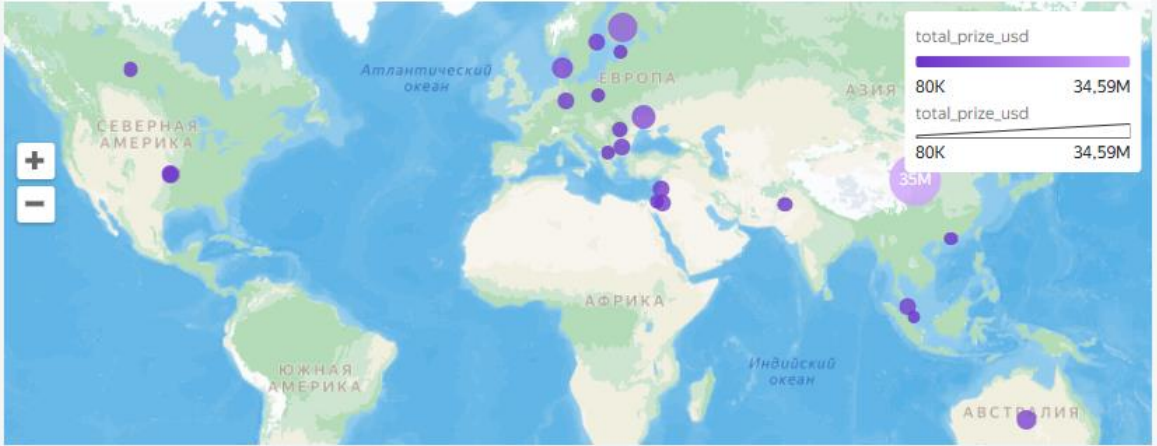 total_prize_usd
80K 34,59M
total_prize_usd
80K 34,59M
Атлантический
океан
ЕВРОПА
АЗИЯ
СЕВЕРНАЯ
АМЕРИКА
+
35M
−
АФРИКА
Индийский
океан
ЮЖНАЯ
АМЕРИКА
АВСТРАЛИЯ